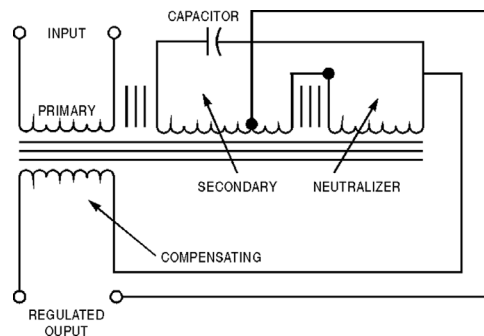 CAPACITOR
INPUT
PRIMARY
SECONDARY
NEUTRALIZER
COMPENSATING
REGULATED
OUPUT